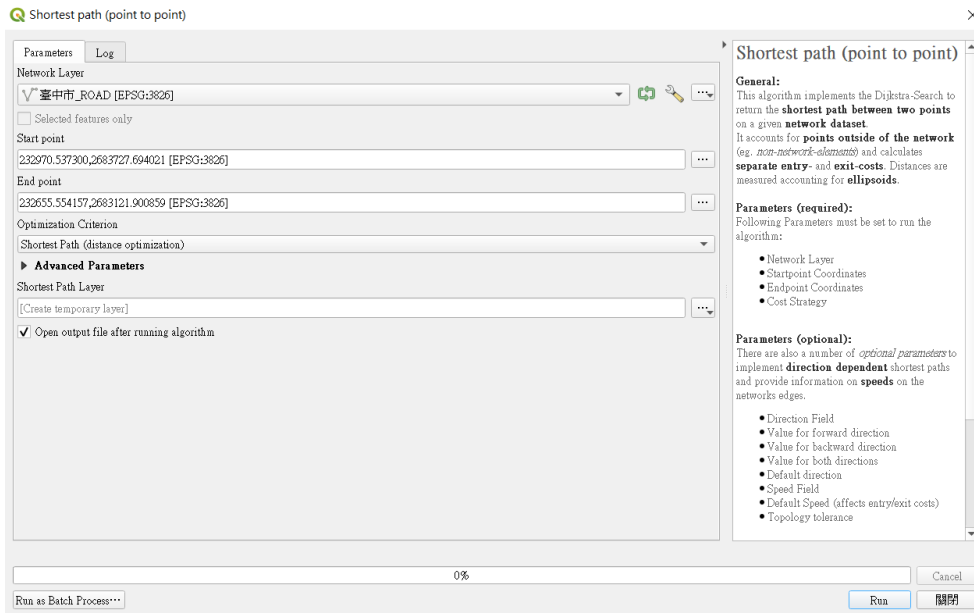 Shortest path (point to point)
Parameters
Log
Network Layer
臺中市_ROAD [EPSG:3826]
Selected features only
Start point
232970.537300,2683727.694021 [EPSG:3826]
End point
232655.554157,2683121.900859 [EPSG:3826]
Optimization Criterion
Shortest Path (distance optimization)
Advanced Parameters
Shortest Path Layer
[Create temporary layer]
Open output file after running algorithm
Shortest path (point to point)
General:
This algorithm implements the Dijkstra-Search to
return the shortest path between two points
on a given network dataset.
It accounts for points outside of the network
(eg. non-network-elements) and calculates
separate entry- and exit-costs. Distances are
measured accounting for ellipsoids.
Parameters (required):
Following Parameters must be set to run the
algorithm:
Network Layer
Startpoint Coordinates
Endpoint Coordinates
Cost Strategy
Parameters (optional):
There are also a number of optional parameters to
implement direction dependent shortest paths
and provide information on speeds on the
networks edges.
Direction Field
Value for forward direction
Value for backward direction
Value for both directions
Default direction
Speed Field
Default Speed (affects entry/exit costs)
Topology tolerance
0%
Cancel
Run as Batch Process…
Run
關閉